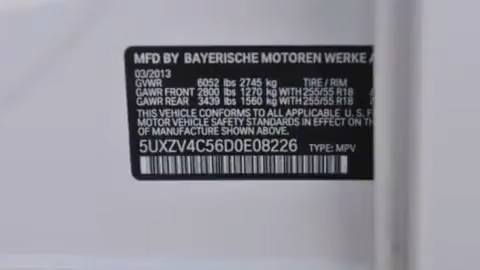 MFD BY BAYERISCHE MOTOREN WERKE A
03/2013
GVWR 6052 lbs 2745 kg TIRE / RIM
GAWR FRONT 2800 lbs 1270 kg WITH 255/55 R18 /
GAWR REAR 3439 lbs 1560 kg WITH 255/55 R18 /
THIS VEHICLE CONFORMS TO ALL APPLICABLE U. S. F
MOTOR VEHICLE SAFETY STANDARDS IN EFFECT ON
OF MANUFACTURE SHOWN ABOVE.
5UXZV4C56D0E08226 TYPE: MPV